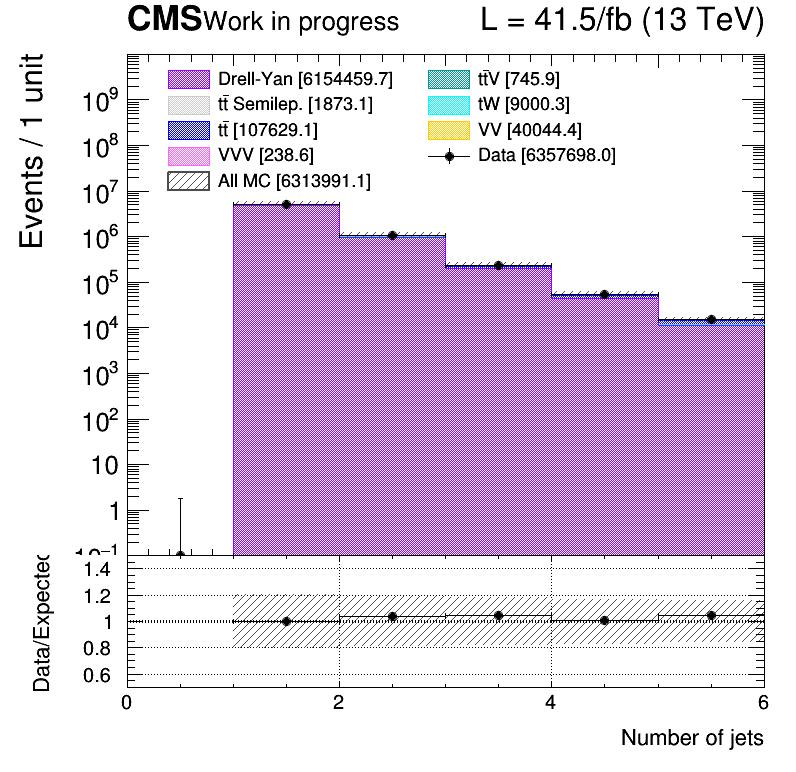 CMS Work in progress L = 41.5/fb (13 TeV)
Events / 1 unit
Drell-Yan [6154459.7] tt̄V [745.9]
tt̄ Semilep. [1873.1] tW [9000.3]
tt̄ [107629.1] VV [40044.4]
VVV [238.6] Data [6357698.0]
All MC [6313991.1]
10⁹
10⁸
10⁷
10⁶
10⁵
10⁴
10³
10²
10
1
10⁻¹
Data/Expected
1.4
1.2
1
0.8
0.6
0 2 4 6
Number of jets